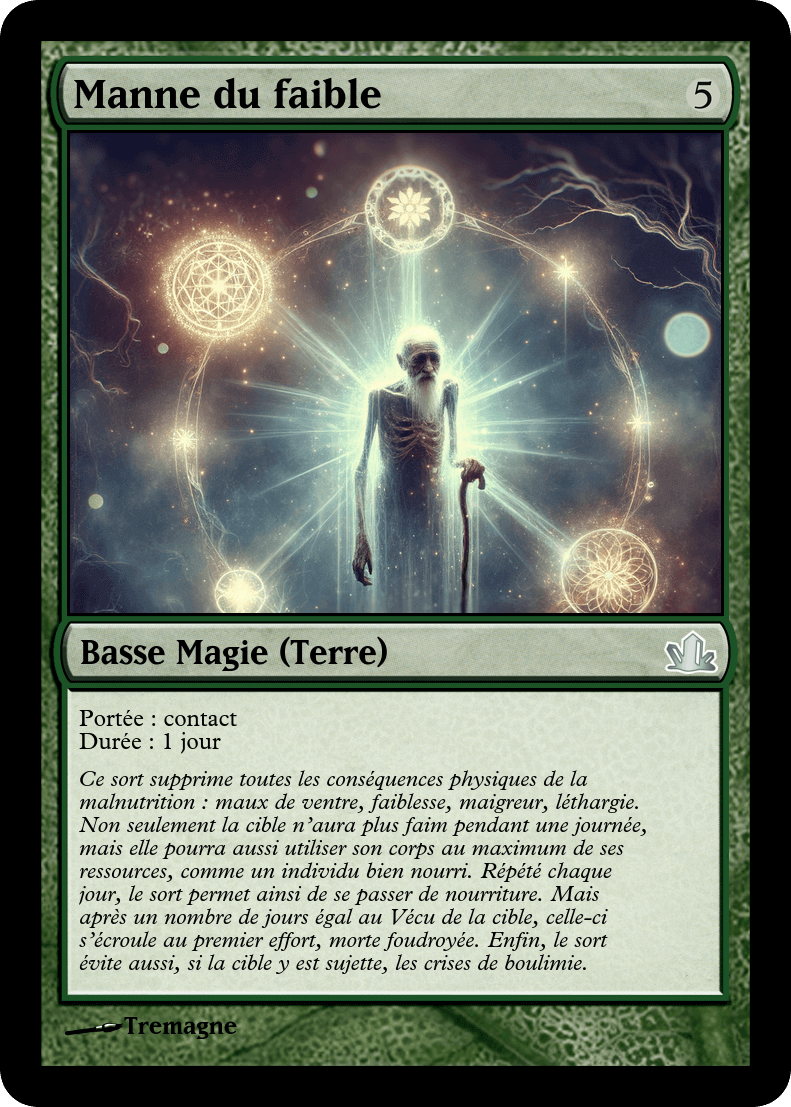 Manne du faible
5
Basse Magie (Terre)
Portée : contact
Durée : 1 jour
Ce sort supprime toutes les conséquences physiques de la
malnutrition : maux de ventre, faiblesse, maigreur, léthargie.
Non seulement la cible n'aura plus faim pendant une journée,
mais elle pourra aussi utiliser son corps au maximum de ses
ressources, comme un individu bien nourri. Répété chaque
jour, le sort permet ainsi de se passer de nourriture. Mais
après un nombre de jours égal au Vécu de la cible, celle-ci
s'écroule au premier effort, morte foudroyée. Enfin, le sort
évite aussi, si la cible y est sujette, les crises de boulimie.
Tremagne